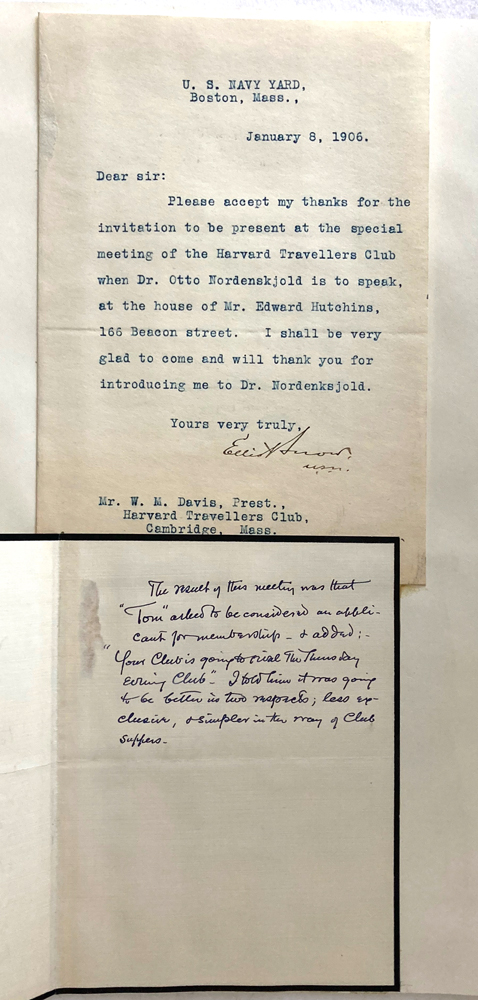 U. S. NAVY YARD,
Boston, Mass.,
January 8, 1906.
Dear sir:
Please accept my thanks for the
invitation to be present at the special
meeting of the Harvard Travellers Club
when Dr. Otto Nordenskjold is to speak,
at the house of Mr. Edward Hutchins,
166 Beacon street. I shall be very
glad to come and will thank you for
introducing me to Dr. Nordenksjold.
Yours very truly,
Elliot Snow.
USN.
Mr. W. M. Davis, Prest.,
Harvard Travellers Club,
Cambridge, Mass.
The result of this meeting was that
"Tom" asked to be considered an appli-
cant for membership - & added:-
"Your Club is going to rival The Thursday
Evening Club". I told him it was going
to be better in two respects; less ex-
clusive, & simpler in the way of Club
suppers.